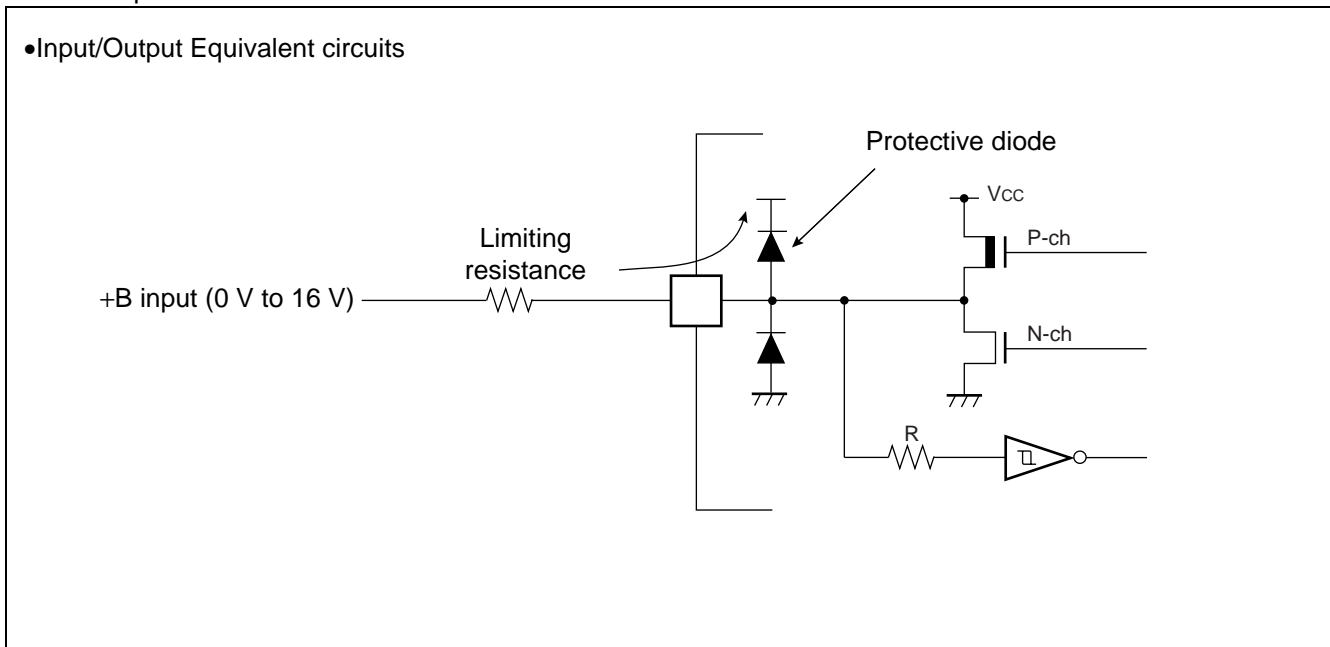 •Input/Output Equivalent circuits
Protective diode
Vcc
P-ch
Limiting
resistance
+B input (0 V to 16 V)
N-ch
R